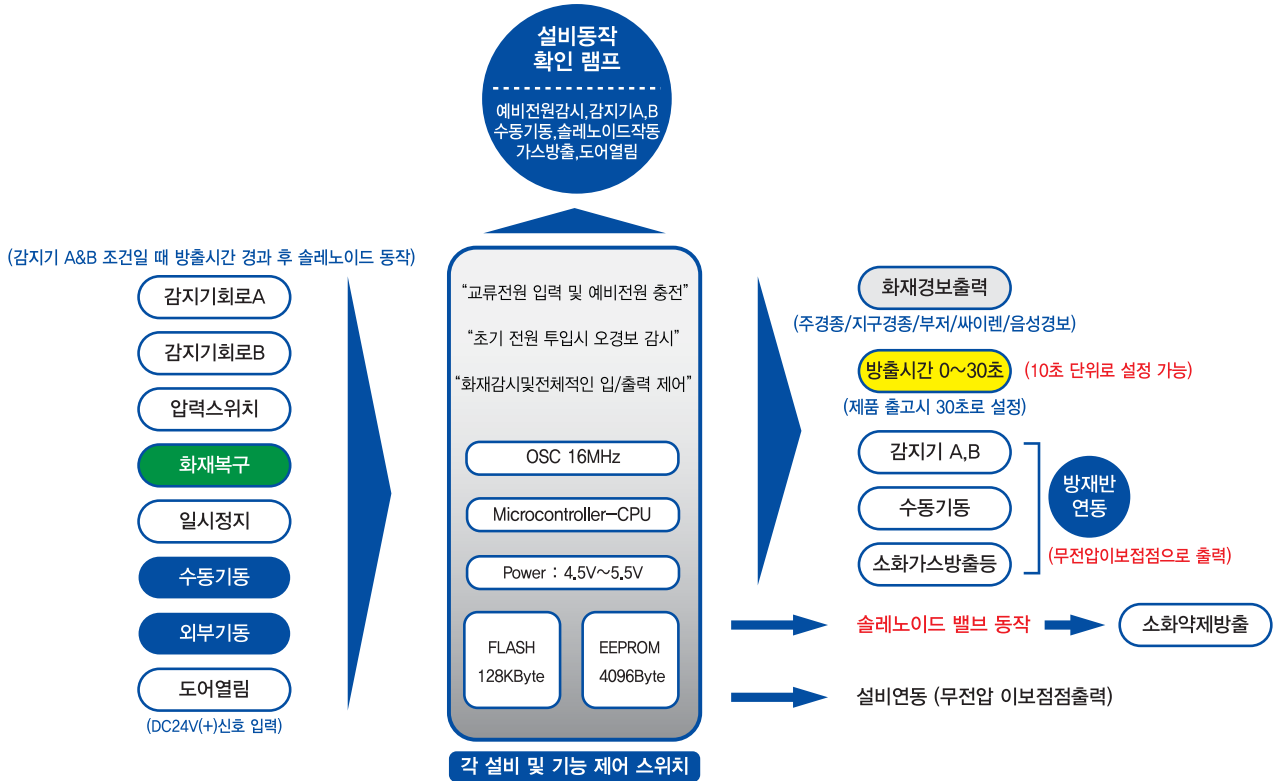 설비동작
확인 램프
예비전원감시,감지기A,B
수동기동,솔레노이드작동
가스방출,도어열림
(감지기 A&B 조건일 때 방출시간 경과 후 솔레노이드 동작)
감지기회로A
감지기회로B
압력스위치
화재복구
일시정지
수동기동
외부기동
도어열림
(DC24V(+)신호 입력)
“교류전원 입력 및 예비전원 충전”
“초기 전원 투입시 오경보 감시”
“화재감시및전체적인 입/출력 제어”
OSC 16MHz
Microcontroller-CPU
Power : 4.5V~5.5V
FLASH
128KByte
EEPROM
4096Byte
각 설비 및 기능 제어 스위치
화재경보출력
(주경종/지구경종/부저/싸이렌/음성경보)
방출시간 0~30초 (10초 단위로 설정 가능)
(제품 출고시 30초로 설정)
감지기 A,B
수동기동
소화가스방출등
방재반
연동
(무전압이보접점으로 출력)
솔레노이드 밸브 동작
소화약제방출
설비연동 (무전압 이보점점출력)